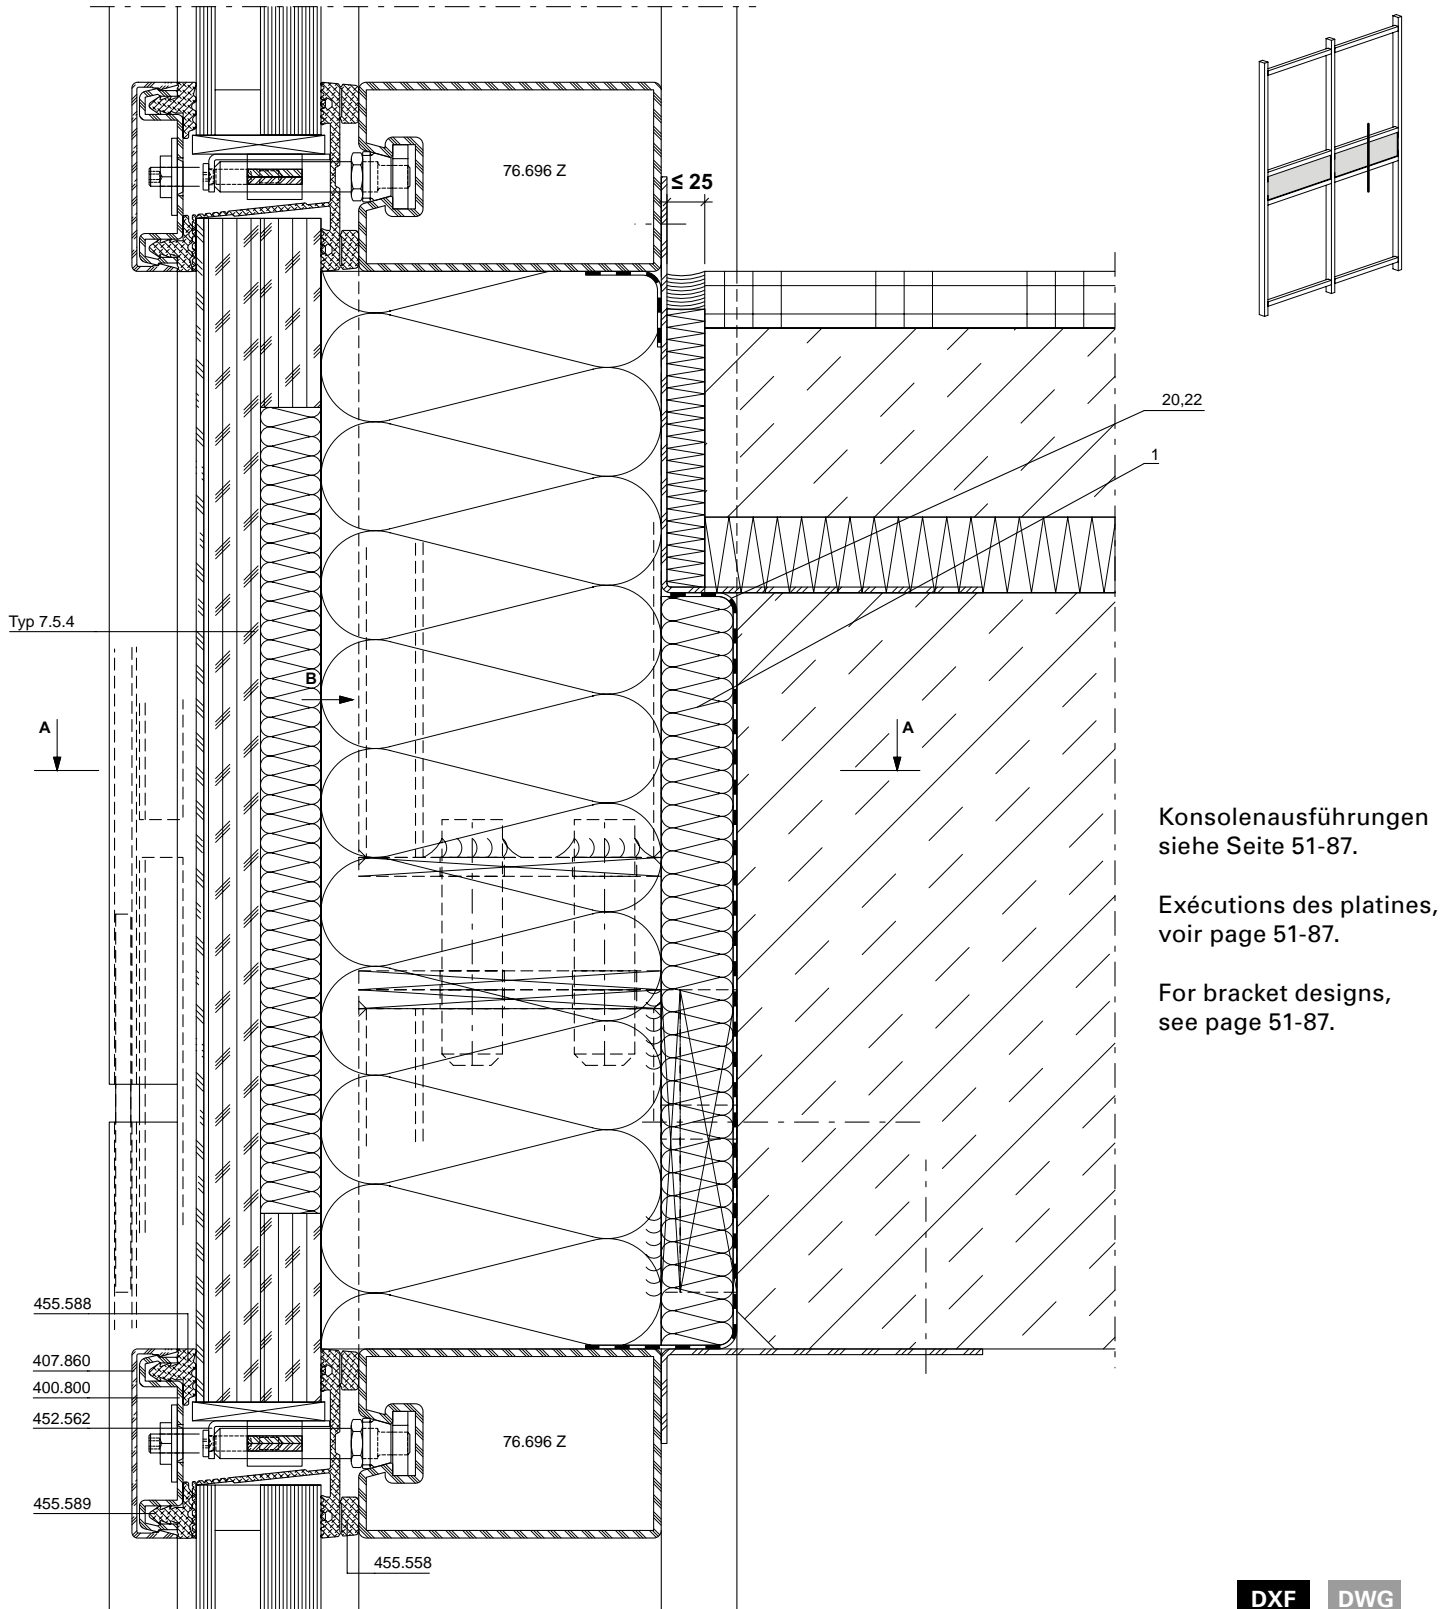 76.696 Z
≤ 25
20,22
1
Typ 7.5.4
B
A
A
Konsolenausführungen
siehe Seite 51-87.
Exécutions des platines,
voir page 51-87.
For bracket designs,
see page 51-87.
455.588
407.860
400.800
452.562
76.696 Z
455.589
455.558
DXF
DWG